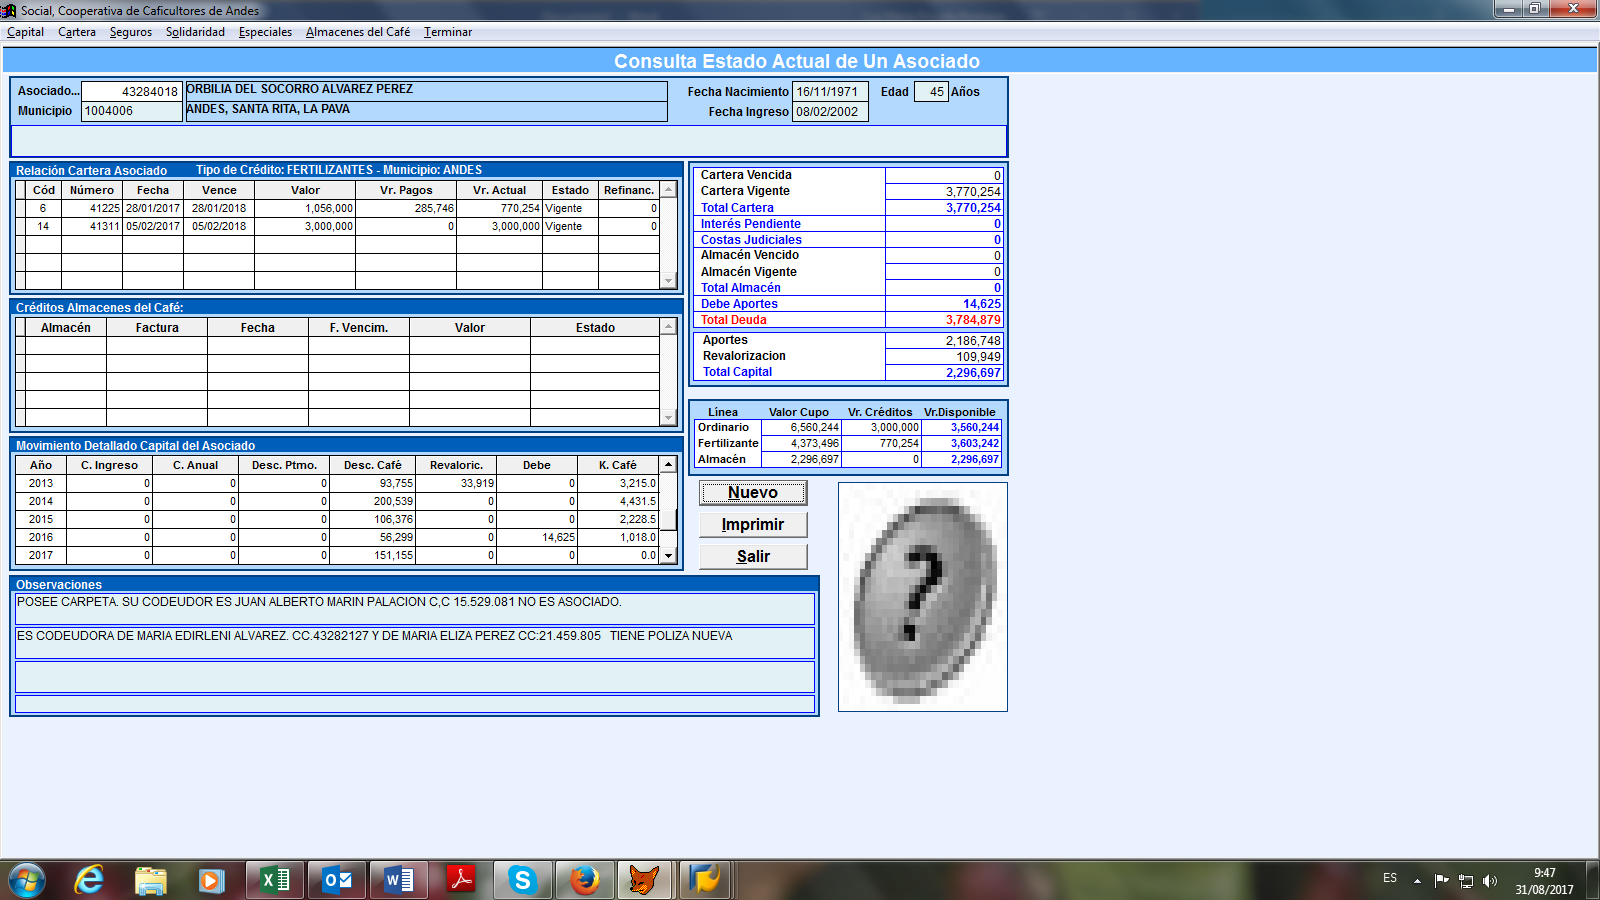 Social, Cooperativa de Caficultores de Andes
Capital Cartera Seguros Solidaridad Especiales Almacenes del Café Terminar
Consulta Estado Actual de Un Asociado
Asociado... 43284018 ORBILIA DEL SOCORRO ALVAREZ PEREZ Fecha Nacimiento 16/11/1971 Edad 45 Años
Municipio 1004006 ANDES, SANTA RITA, LA PAVA Fecha Ingreso 08/02/2002
Relación Cartera Asociado Tipo de Crédito: FERTILIZANTES - Municipio: ANDES
Cód Número Fecha Vence Valor Vr. Pagos Vr. Actual Estado Refinanc.
6 41225 28/01/2017 28/01/2018 1,056,000 285,746 770,254 Vigente 0
14 41311 05/02/2017 05/02/2018 3,000,000 0 3,000,000 Vigente 0
Cartera Vencida 0
Cartera Vigente 3,770,254
Total Cartera 3,770,254
Interés Pendiente 0
Costas Judiciales 0
Almacén Vencido 0
Almacén Vigente 0
Total Almacén 0
Debe Aportes 14,625
Total Deuda 3,784,879
Aportes 2,186,748
Revalorizacion 109,949
Total Capital 2,296,697
Créditos Almacenes del Café:
Almacén Factura Fecha F. Vencim. Valor Estado
Línea Valor Cupo Vr. Créditos Vr.Disponible
Ordinario 6,560,244 3,000,000 3,560,244
Fertilizante 4,373,496 770,254 3,603,242
Almacén 2,296,697 0 2,296,697
Movimiento Detallado Capital del Asociado
Año C. Ingreso C. Anual Desc. Ptmo. Desc. Café Revaloric. Debe K. Café
2013 0 0 0 93,755 33,919 0 3,215.0
2014 0 0 0 200,539 0 0 4,431.5
2015 0 0 0 106,376 0 0 2,228.5
2016 0 0 0 56,299 0 14,625 1,018.0
2017 0 0 0 151,155 0 0 0.0
Nuevo
Imprimir
Salir
?
Observaciones
POSEE CARPETA. SU CODEUDOR ES JUAN ALBERTO MARIN PALACION C,C 15.529.081 NO ES ASOCIADO.
ES CODEUDORA DE MARIA EDIRLENI ALVAREZ. CC.43282127 Y DE MARIA ELIZA PEREZ CC:21.459.805 TIENE POLIZA NUEVA
ES 9:47
31/08/2017